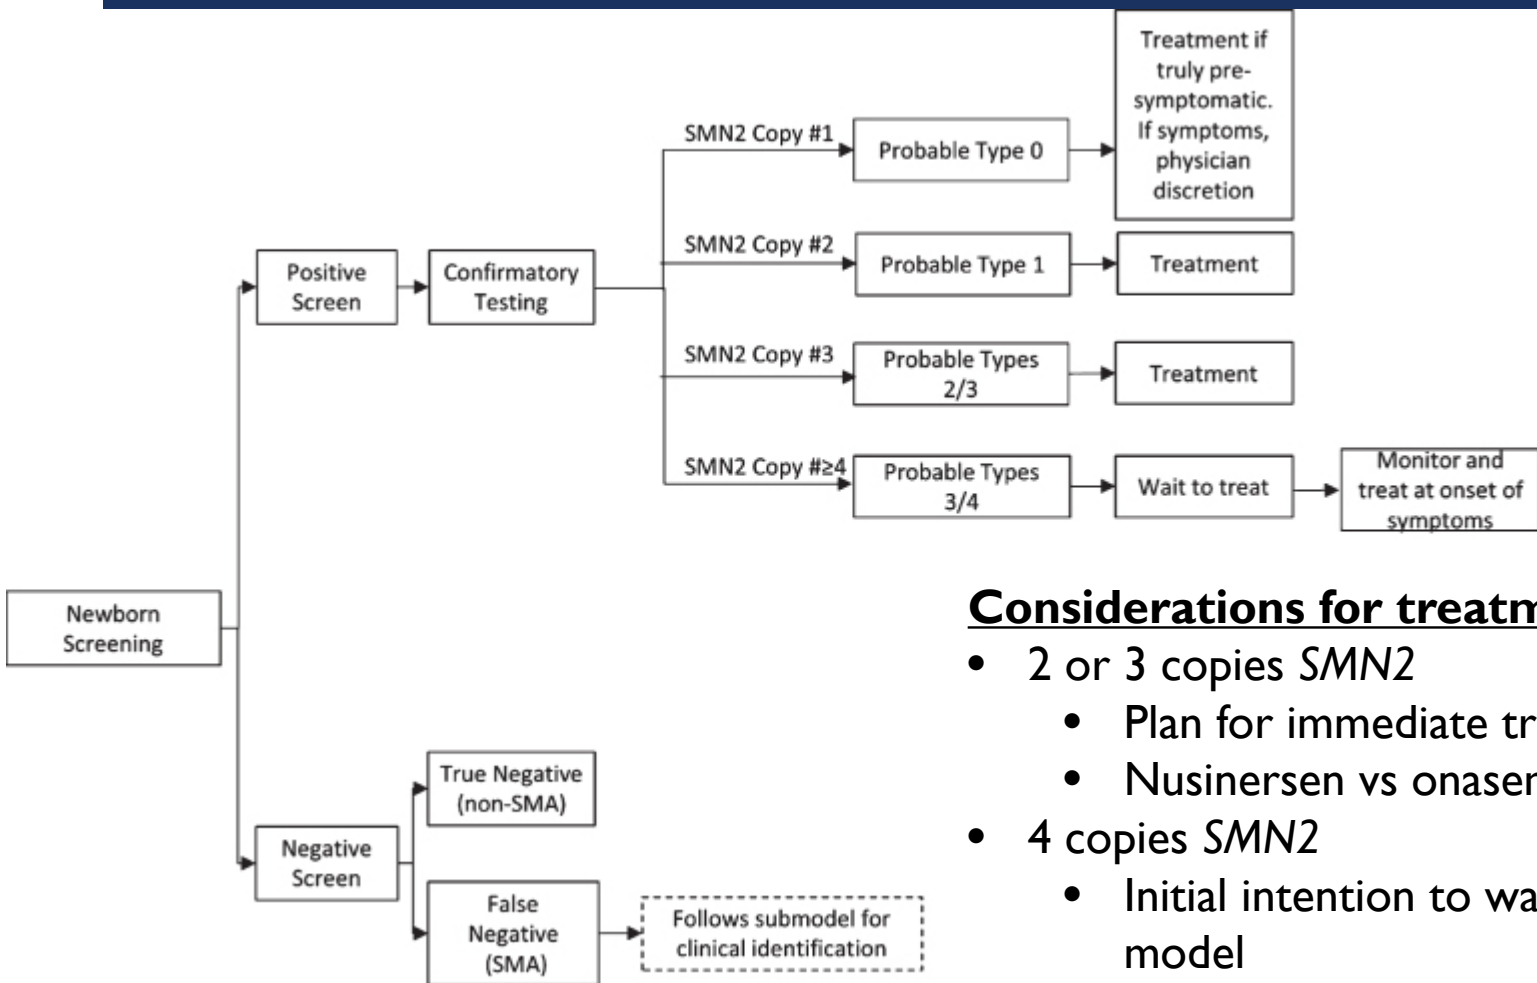 Treatment if
truly pre-
symptomatic.
If symptoms,
physician
discretion
SMN2 Copy #1
Probable Type 0
SMN2 Copy #2
Probable Type 1
Treatment
Positive
Screen
Confirmatory
Testing
SMN2 Copy #3
Probable Types
2/3
Treatment
SMN2 Copy #≥4
Probable Types
3/4
Wait to treat
Monitor and
treat at onset of
symptoms
Newborn
Screening
True Negative
(non-SMA)
Negative
Screen
False
Negative
(SMA)
Follows submodel for
clinical identification
Considerations for
• 2 or 3 copies SMN2
• Plan for immediate
• Nusinersen vs
• 4 copies SMN2
• Initial intention to
model